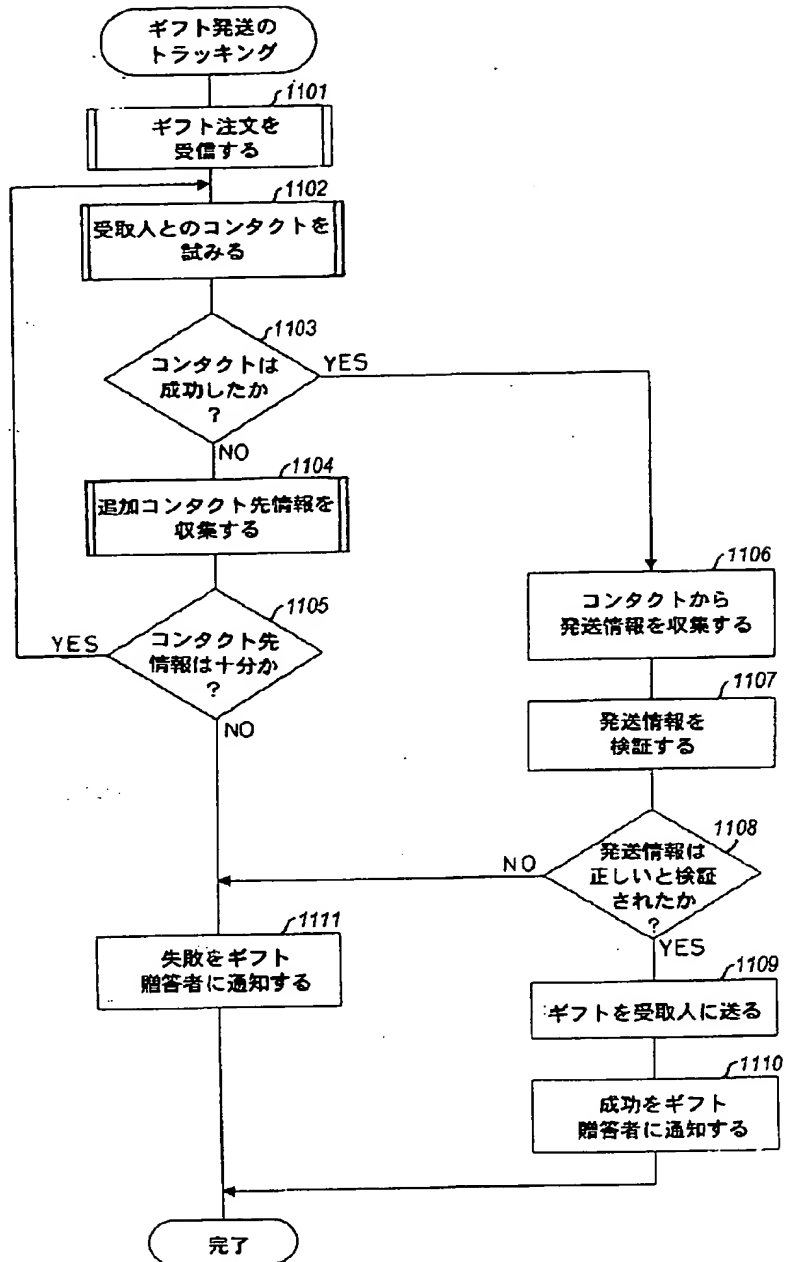 ギフト発送の
トラッキング
1101
ギフト注文を
受信する
1102
受取人とのコンタクトを
試みる
1103
コンタクトは
成功したか
?
YES
NO
1104
追加コンタクト先情報を
収集する
1105
コンタクト先
情報は十分か
?
YES
NO
1106
コンタクトから
発送情報を収集する
1107
発送情報を
検証する
1108
発送情報は
正しいと検証
されたか
?
NO
YES
1109
ギフトを受取人に送る
1110
成功をギフト
贈答者に通知する
1111
失敗をギフト
贈答者に通知する
完了